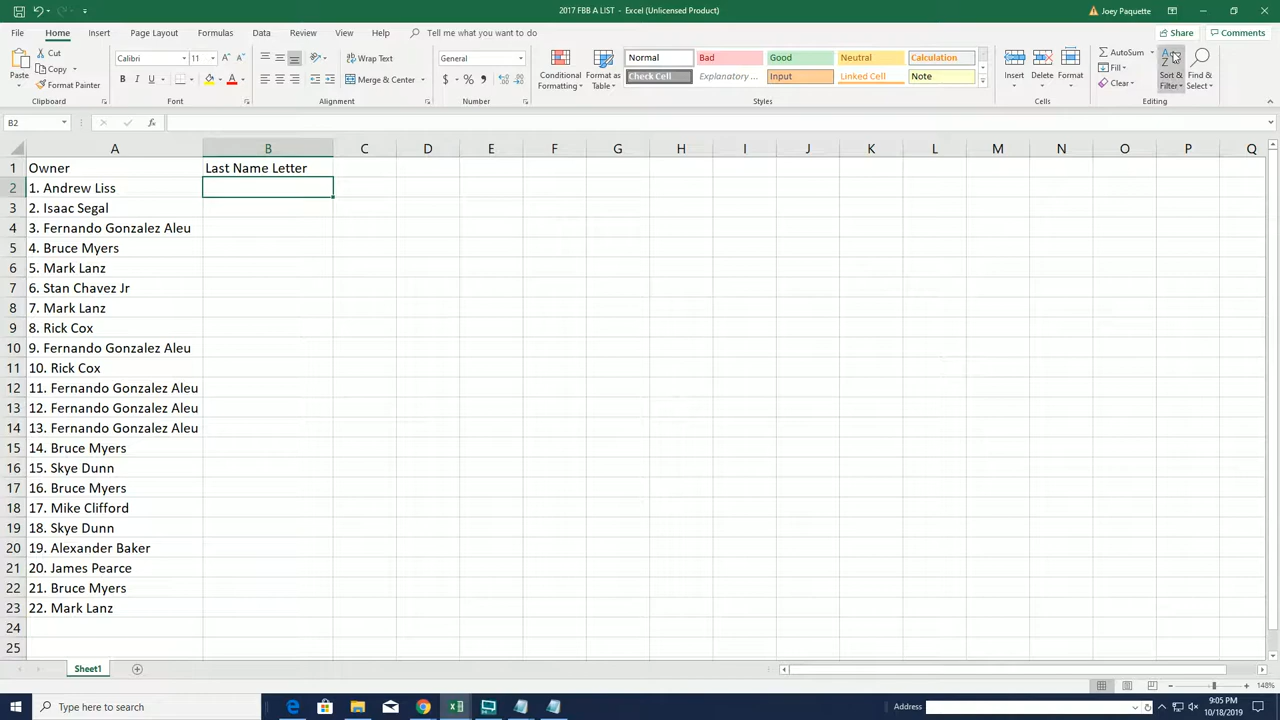 2017 FBB A LIST - Excel (Unlicensed Product)
Joey Paquette
File Home Insert Page Layout Formulas Data Review View Help Tell me what you want to do
Share Comments
Paste Cut Copy Format Painter Clipboard
Calibri 11 B I U A A A Font
Wrap Text Merge & Center Alignment
General $ % , Number
Conditional Formatting Format as Table
Normal Bad Good Neutral Calculation
Check Cell Explanatory ... Input Linked Cell Note
Styles
Insert Delete Format Cells
AutoSum Fill Clear Sort & Filter Find & Select Editing
B2 fx
A B C D E F G H I J K L M N O P Q
1 Owner Last Name Letter
2 1. Andrew Liss
3 2. Isaac Segal
4 3. Fernando Gonzalez Aleu
5 4. Bruce Myers
6 5. Mark Lanz
7 6. Stan Chavez Jr
8 7. Mark Lanz
9 8. Rick Cox
10 9. Fernando Gonzalez Aleu
11 10. Rick Cox
12 11. Fernando Gonzalez Aleu
13 12. Fernando Gonzalez Aleu
14 13. Fernando Gonzalez Aleu
15 14. Bruce Myers
16 15. Skye Dunn
17 16. Bruce Myers
18 17. Mike Clifford
19 18. Skye Dunn
20 19. Alexander Baker
21 20. James Pearce
22 21. Bruce Myers
23 22. Mark Lanz
24
25
Sheet1
148%
Type here to search
Address
9:05 PM
10/18/2019